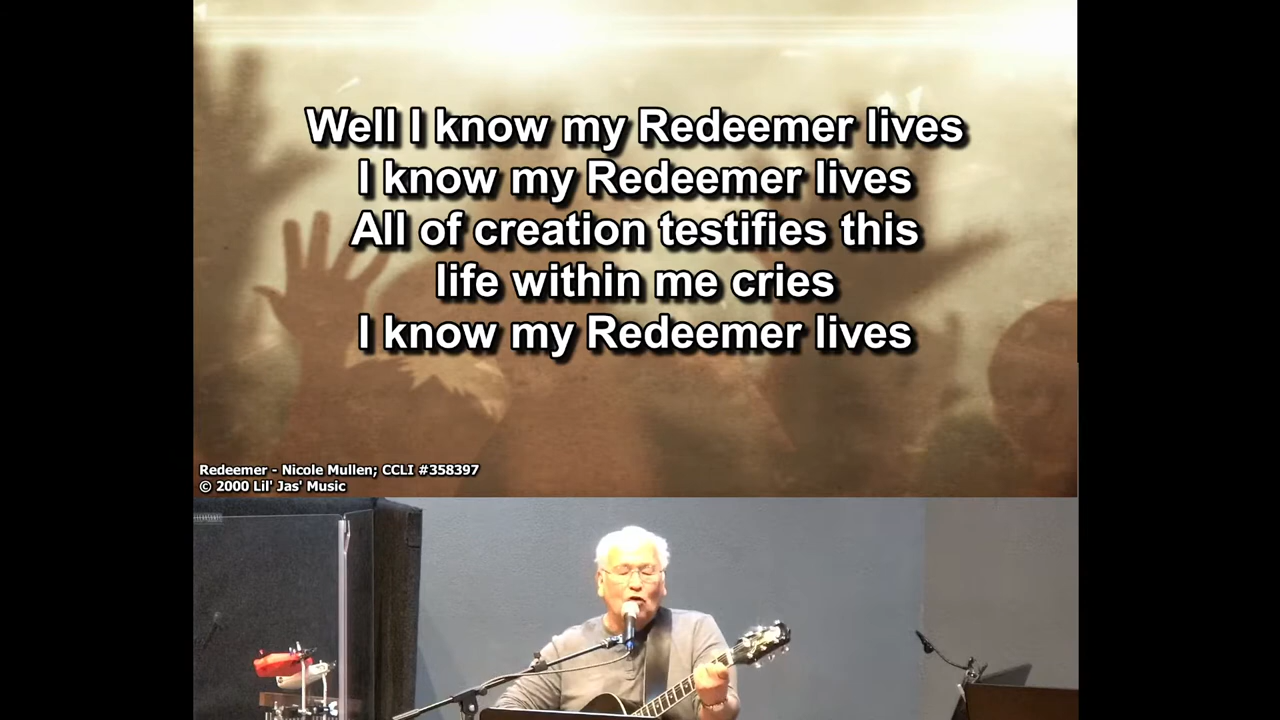 Well I know my Redeemer lives
I know my Redeemer lives
All of creation testifies this
life within me cries
I know my Redeemer lives
Redeemer - Nicole Mullen; CCLI #358397
© 2000 Lil' Jas' Music